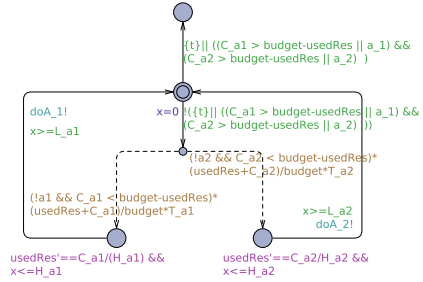 {t}|| ((C_a1 > budget-usedRes || a_1) &&
(C_a2 > budget-usedRes || a_2)  )
doA_1!
x=0
!({t}|| ((C_a1 > budget-usedRes || a_1) &&
(C_a2 > budget-usedRes || a_2)  ))
x>=L_a1
(!a2 && C_a2 < budget-usedRes)*
(usedRes+C_a2)/budget*T_a2
(!a1 && C_a1 < budget-usedRes)*
(usedRes+C_a1)/budget*T_a1
x>=L_a2
doA_2!
usedRes'==C_a1/(H_a1) &&
x<=H_a1
usedRes'==C_a2/H_a2 &&
x<=H_a2